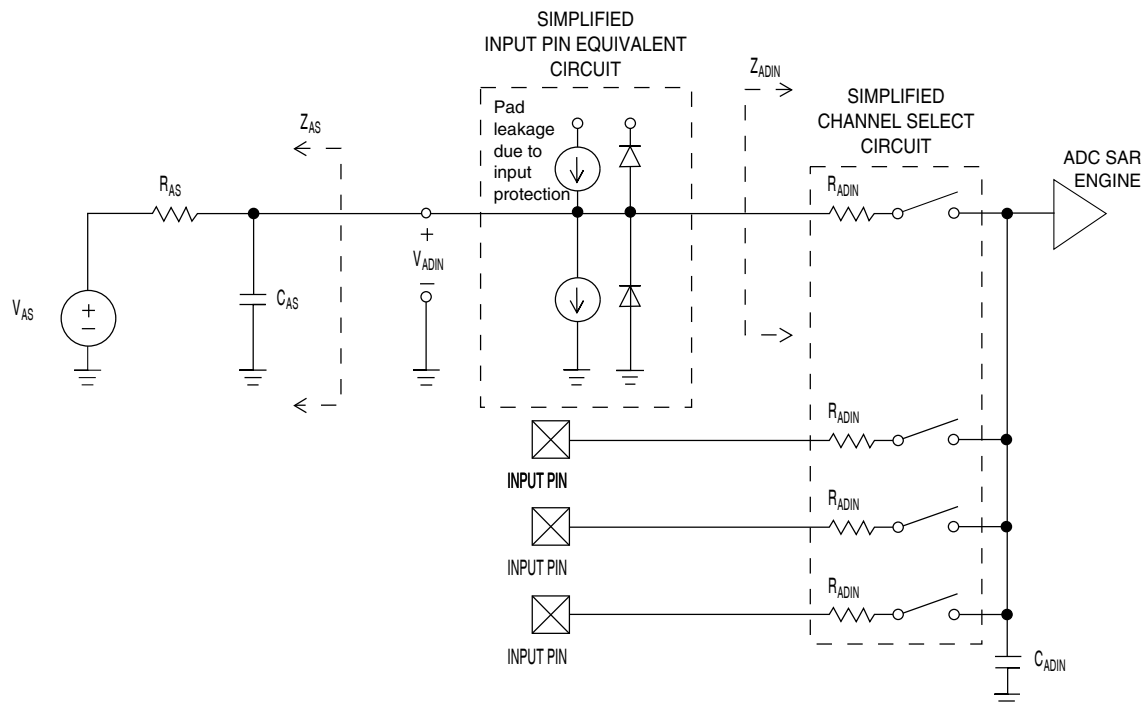 SIMPLIFIED
INPUT PIN EQUIVALENT
CIRCUIT
Z_ADIN
SIMPLIFIED
CHANNEL SELECT
CIRCUIT
Pad
leakage
due to
input
protection
Z_AS
R_AS
R_ADIN
ADC SAR
ENGINE
+
V_ADIN
−
V_AS
+
−
C_AS
R_ADIN
INPUT PIN
R_ADIN
INPUT PIN
R_ADIN
INPUT PIN
C_ADIN